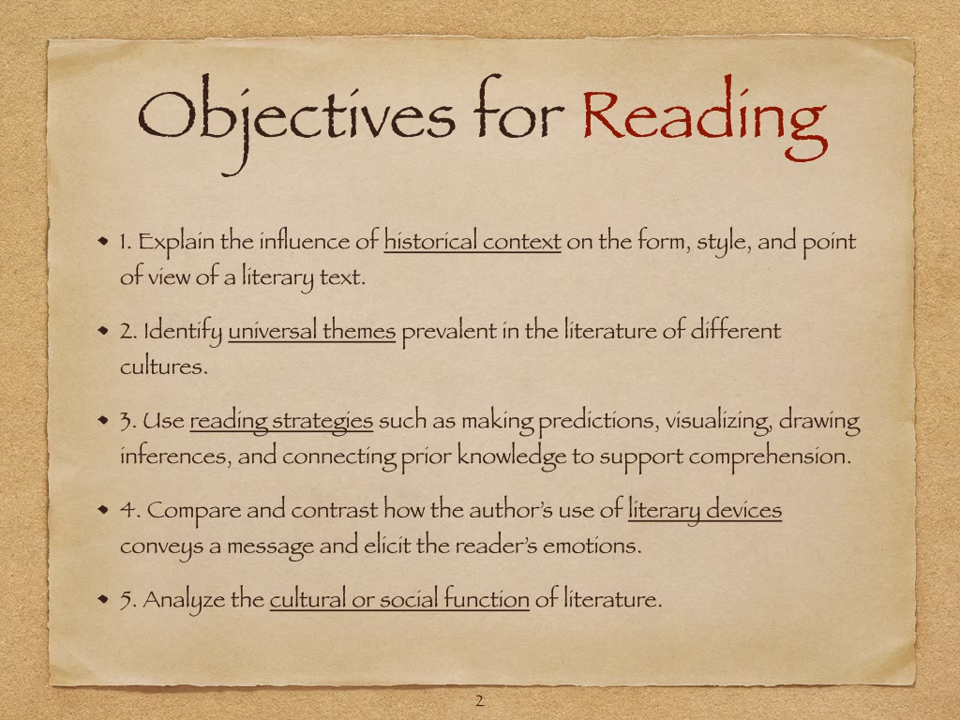 Objectives for Reading
• 1. Explain the influence of historical context on the form, style, and point
of view of a literary text.
• 2. Identify universal themes prevalent in the literature of different
cultures.
• 3. Use reading strategies such as making predictions, visualizing, drawing
inferences, and connecting prior knowledge to support comprehension.
• 4. Compare and contrast how the author's use of literary devices
conveys a message and elicit the reader's emotions.
• 5. Analyze the cultural or social function of literature.
2